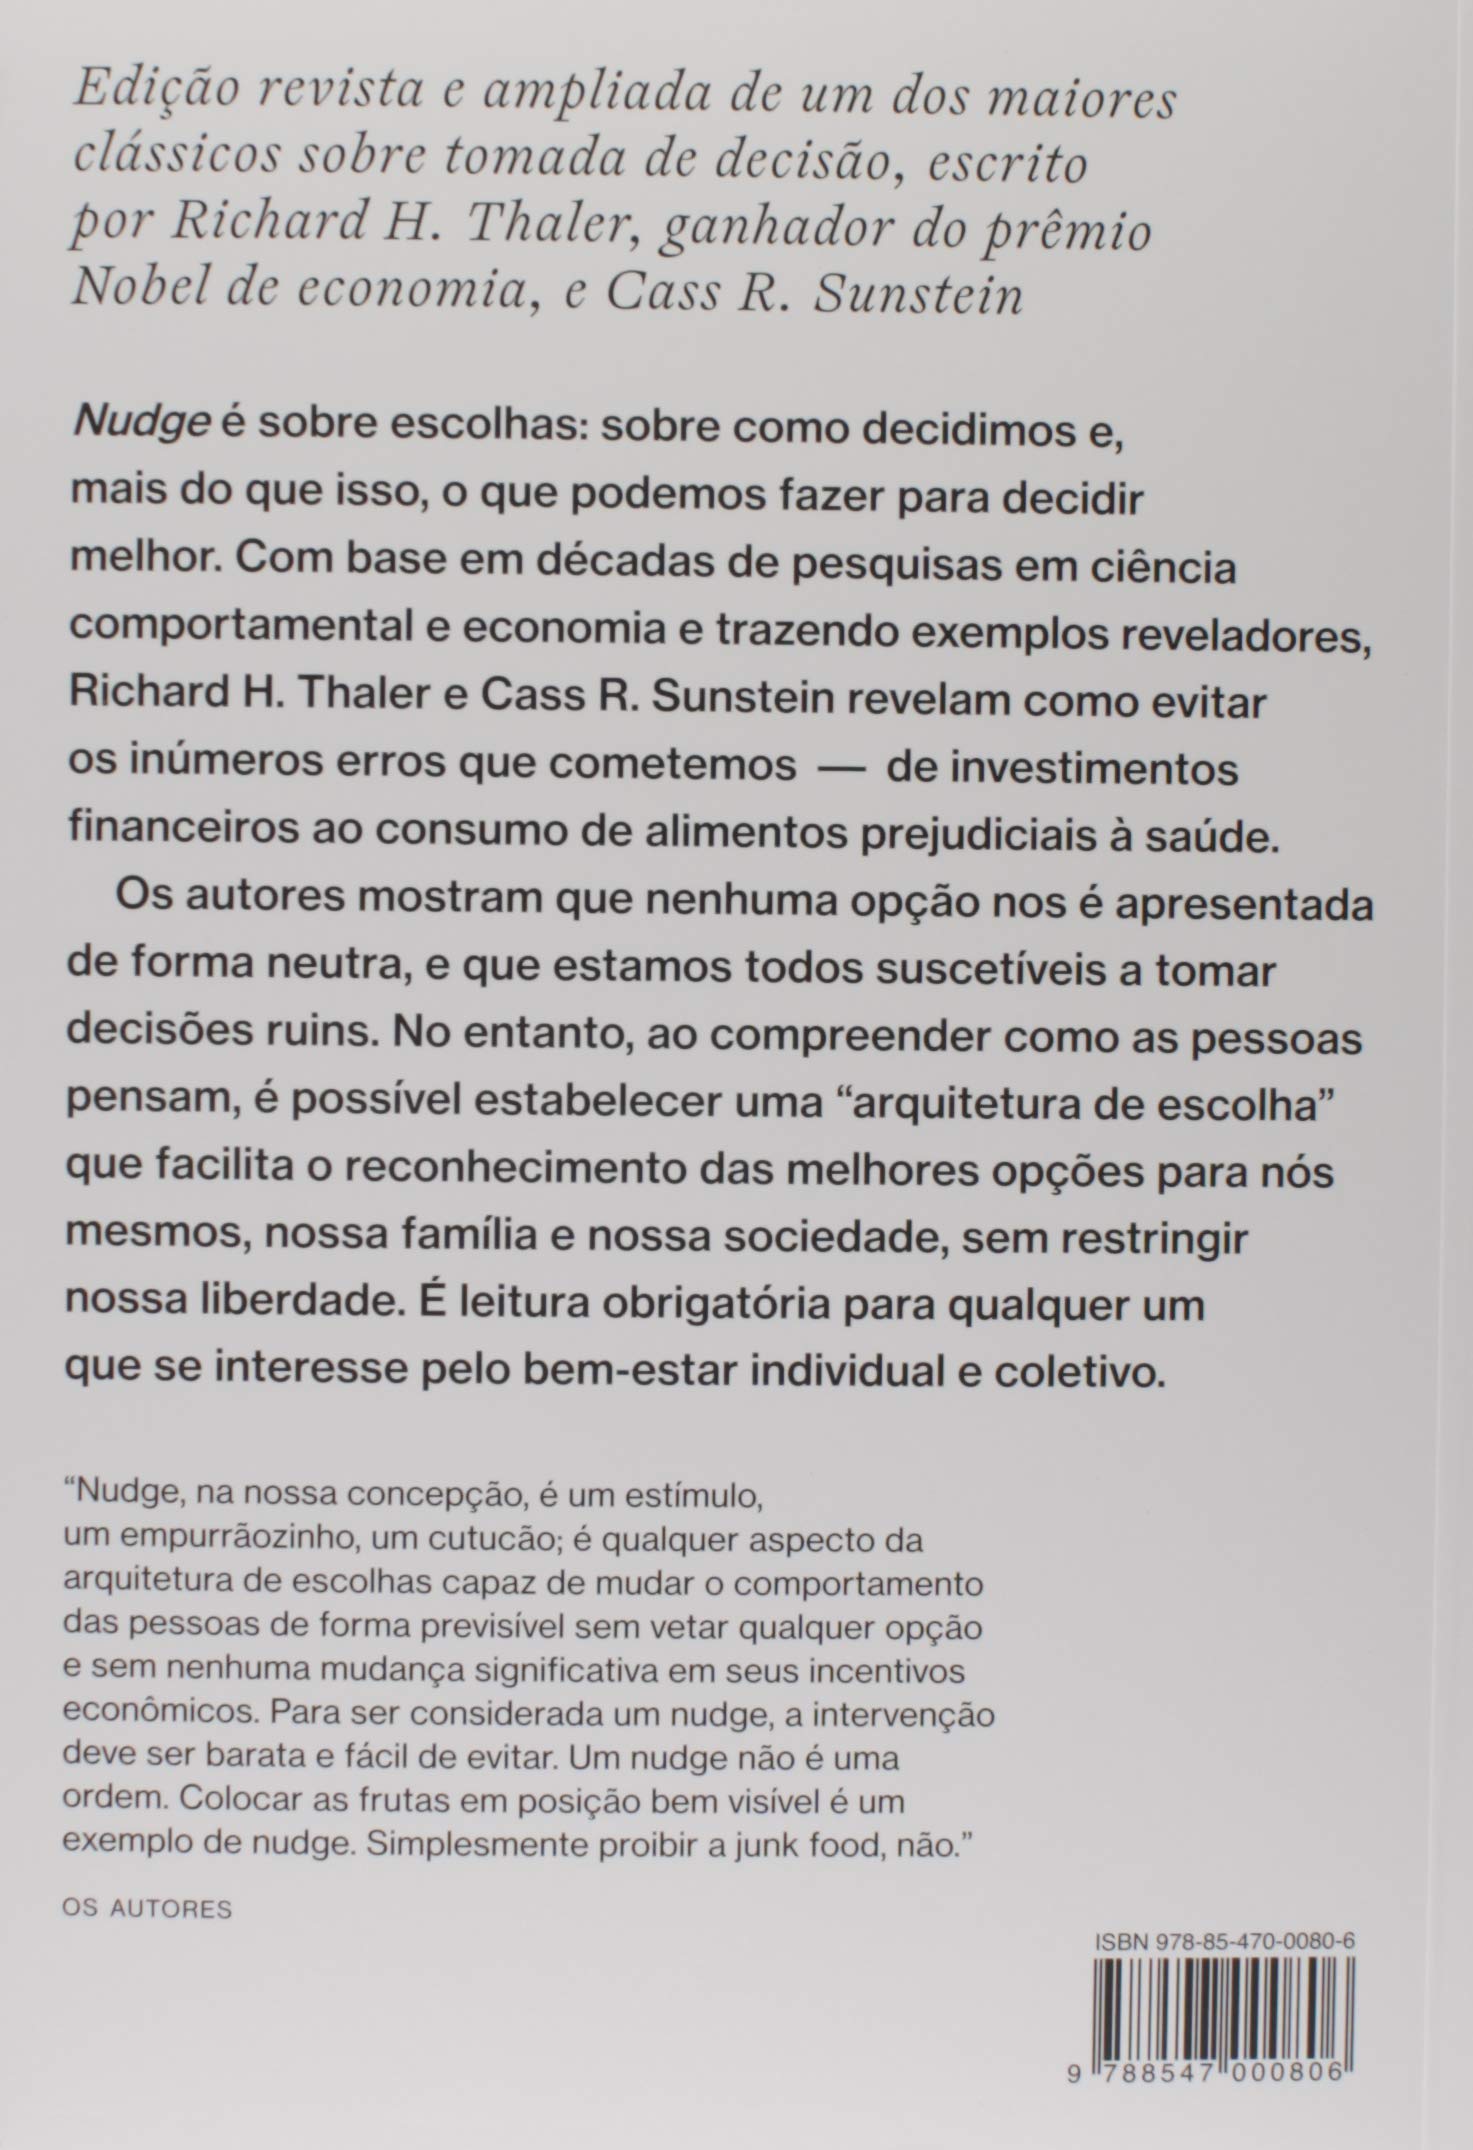 Edição revista e ampliada de um dos maiores
clássicos sobre tomada de decisão, escrito
por Richard H. Thaler, ganhador do prêmio
Nobel de economia, e Cass R. Sunstein
Nudge é sobre escolhas: sobre como decidimos e,
mais do que isso, o que podemos fazer para decidir
melhor. Com base em décadas de pesquisas em ciência
comportamental e economia e trazendo exemplos reveladores,
Richard H. Thaler e Cass R. Sunstein revelam como evitar
os inúmeros erros que cometemos — de investimentos
financeiros ao consumo de alimentos prejudiciais à saúde.
Os autores mostram que nenhuma opção nos é apresentada
de forma neutra, e que estamos todos suscetíveis a tomar
decisões ruins. No entanto, ao compreender como as pessoas
pensam, é possível estabelecer uma “arquitetura de escolha”
que facilita o reconhecimento das melhores opções para nós
mesmos, nossa família e nossa sociedade, sem restringir
nossa liberdade. É leitura obrigatória para qualquer um
que se interesse pelo bem-estar individual e coletivo.
“Nudge, na nossa concepção, é um estímulo,
um empurrãozinho, um cutucão; é qualquer aspecto da
arquitetura de escolhas capaz de mudar o comportamento
das pessoas de forma previsível sem vetar qualquer opção
e sem nenhuma mudança significativa em seus incentivos
econômicos. Para ser considerada um nudge, a intervenção
deve ser barata e fácil de evitar. Um nudge não é uma
ordem. Colocar as frutas em posição bem visível é um
exemplo de nudge. Simplesmente proibir a junk food, não.”
OS AUTORES
ISBN 978-85-470-0080-6
9 788547 000806